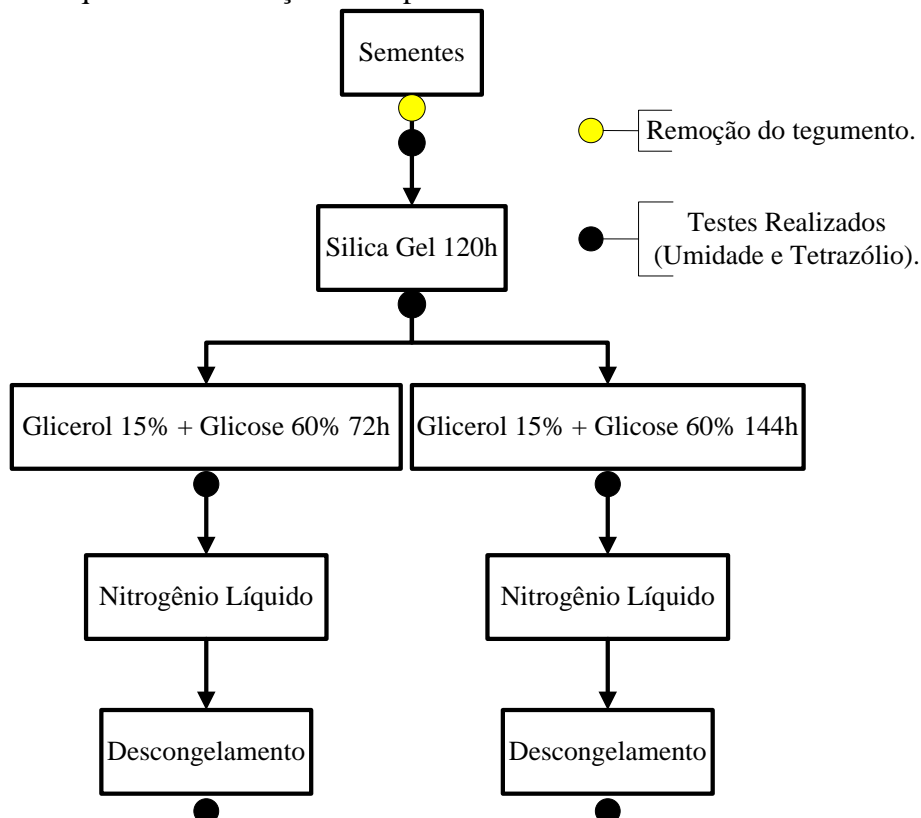 Sementes
Remoção do tegumento.
Testes Realizados
(Umidade e Tetrazólio).
Silica Gel 120h
Glicerol 15% + Glicose 60% 72h
Glicerol 15% + Glicose 60% 144h
Nitrogênio Líquido
Nitrogênio Líquido
Descongelamento
Descongelamento